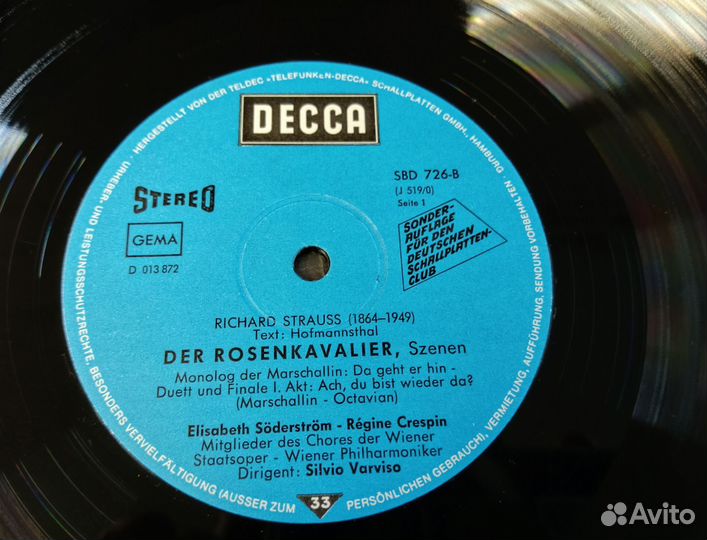 URHEBER- UND LEISTUNGSSCHUTZRECHTE, BESONDERS VERVIELFÄLTIGUNG (AUSSER ZUM PERSÖNLICHEN GEBRAUCH), VERMIETUNG, AUFFÜHRUNG, SENDUNG VORBEHALTEN · HERGESTELLT VON DER TELDEC »TELEFUNKEN-DECCA« SCHALLPLATTEN GMBH., HAMBURG ·
DECCA
STEREO
GEMA
D 013 872
SBD 726-B
(J 519/0)
Seite 1
SONDER-
AUFLAGE
FÜR DEN
DEUTSCHEN
SCHALLPLATTEN-
CLUB
RICHARD STRAUSS (1864–1949)
Text: Hofmannsthal
DER ROSENKAVALIER, Szenen
Monolog der Marschallin: Da geht er hin -
Duett und Finale I. Akt: Ach, du bist wieder da?
(Marschallin - Octavian)
Elisabeth Söderström - Régine Crespin
Mitglieder des Chores der Wiener
Staatsoper - Wiener Philharmoniker
Dirigent: Silvio Varviso
33
Avito